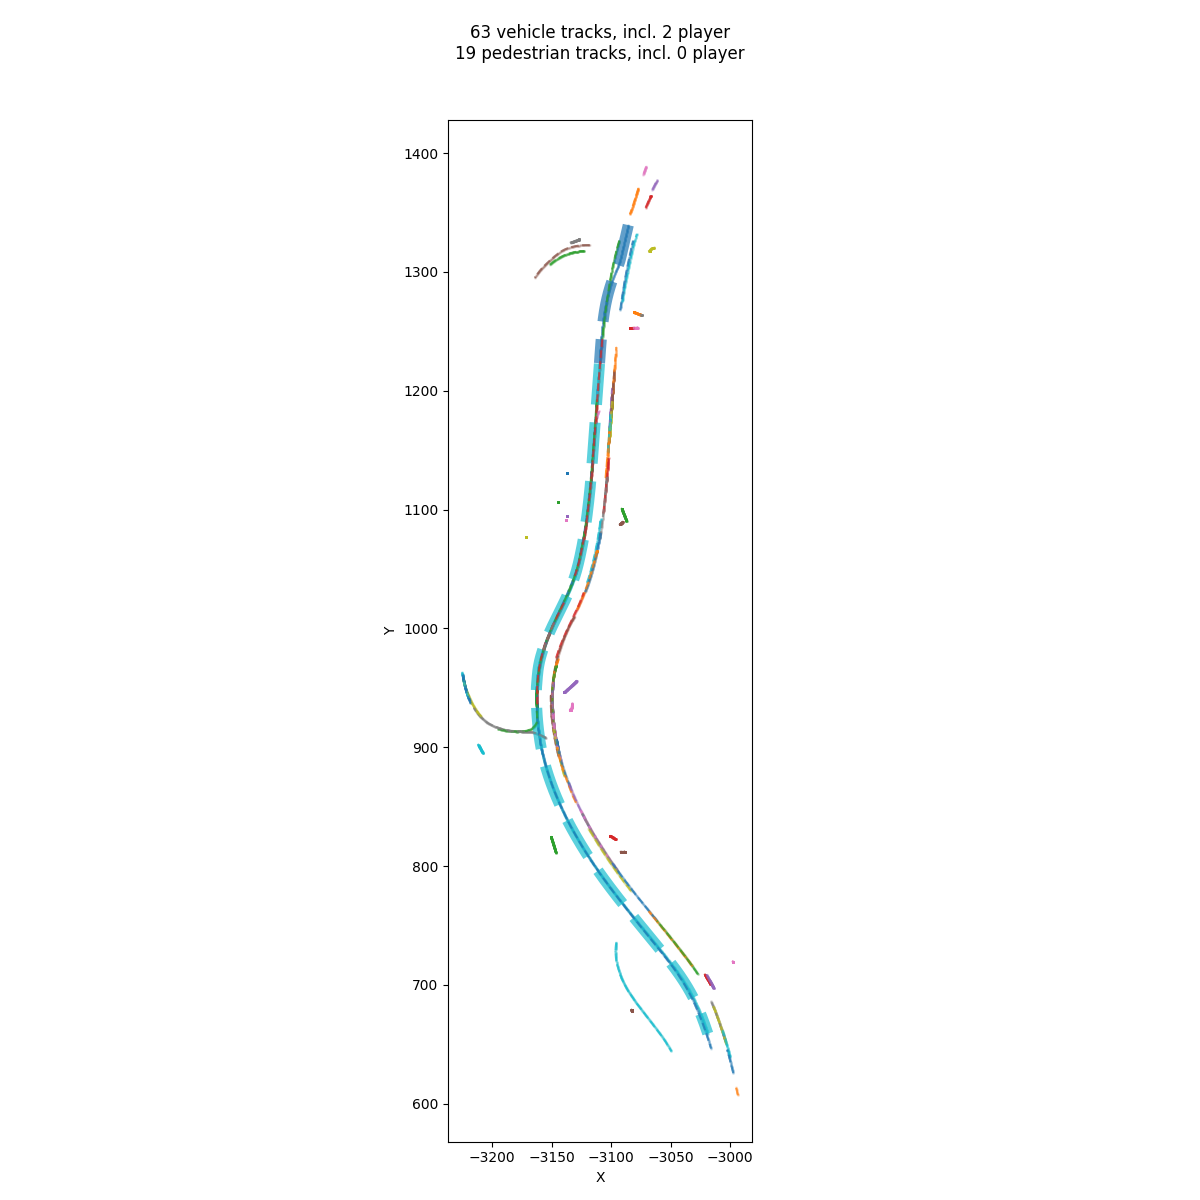 63 vehicle tracks, incl. 2 player
19 pedestrian tracks, incl. 0 player
1400
1300
1200
1100
1000
900
800
700
600
Y
−3200 −3150 −3100 −3050 −3000
X